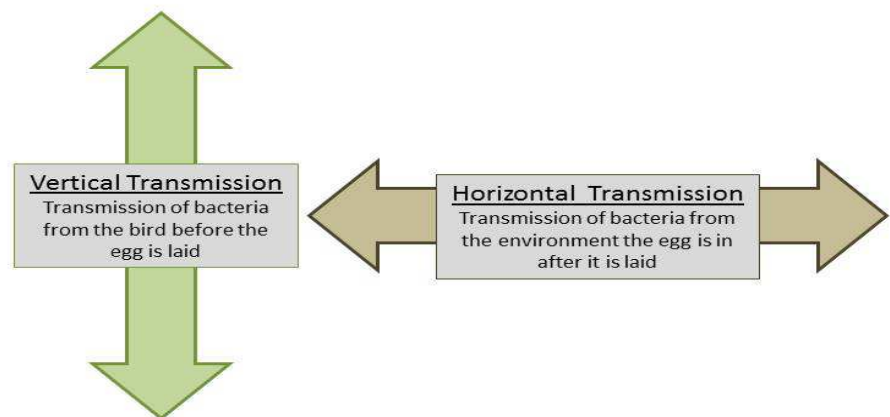 Vertical Transmission
Transmission of bacteria
from the bird before the
egg is laid
Horizontal Transmission
Transmission of bacteria from
the environment the egg is in
after it is laid